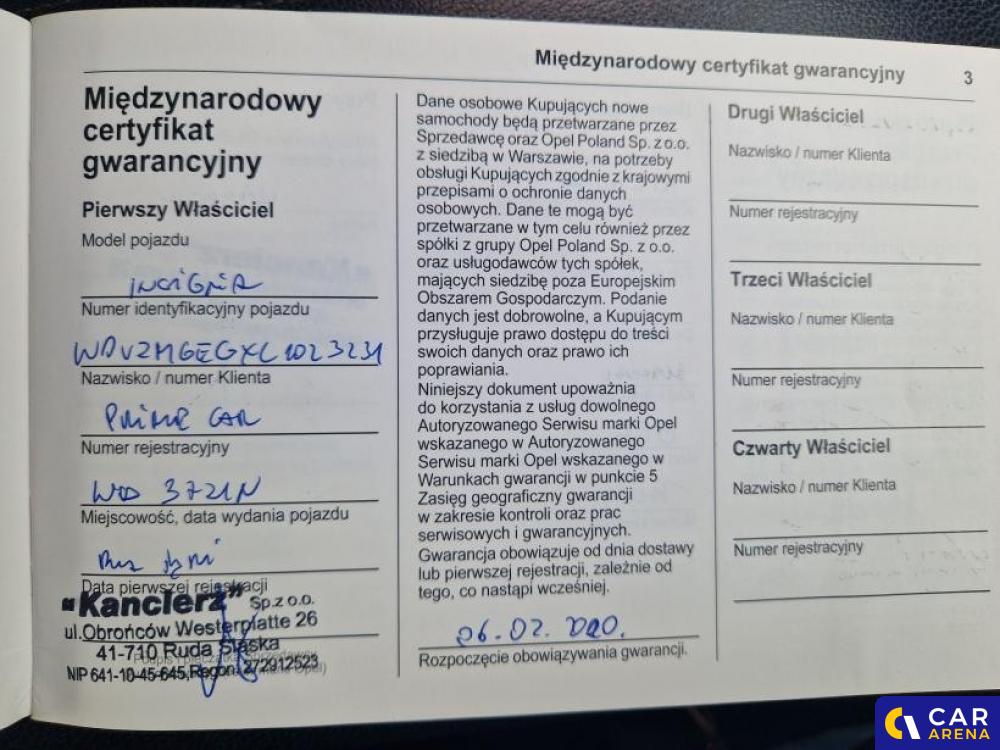 Międzynarodowy certyfikat gwarancyjny 3
Międzynarodowy
certyfikat
gwarancyjny
Pierwszy Właściciel
Model pojazdu
INCIGNIA
Numer identyfikacyjny pojazdu
Nazwisko / numer Klienta
PRIME CAR
Numer rejestracyjny
3721N
Miejscowość, data wydania pojazdu
Data pierwszej rejestracji
"Kanclerz" Sp.z o.o.
ul.Obrońców Westerplatte 26
41-710 Ruda Śląska
NIP 641-10-45-645,Regon: 272912523
Dane osobowe Kupujących nowe
samochody będą przetwarzane przez
Sprzedawcę oraz Opel Poland Sp. z o.o.
z siedzibą w Warszawie, na potrzeby
obsługi Kupujących zgodnie z krajowymi
przepisami o ochronie danych
osobowych. Dane te mogą być
przetwarzane w tym celu również przez
spółki z grupy Opel Poland Sp. z o.o.
oraz usługodawców tych spółek,
mających siedzibę poza Europejskim
Obszarem Gospodarczym. Podanie
danych jest dobrowolne, a Kupującym
przysługuje prawo dostępu do treści
swoich danych oraz prawo ich
poprawiania.
Niniejszy dokument upoważnia
do korzystania z usług dowolnego
Autoryzowanego Serwisu marki Opel
wskazanego w Autoryzowanego
Serwisu marki Opel wskazanego w
Warunkach gwarancji w punkcie 5
Zasięg geograficzny gwarancji
w zakresie kontroli oraz prac
serwisowych i gwarancyjnych.
Gwarancja obowiązuje od dnia dostawy
lub pierwszej rejestracji, zależnie od
tego, co nastąpi wcześniej.
06.02.2020.
Rozpoczęcie obowiązywania gwarancji.
Drugi Właściciel
Nazwisko / numer Klienta
Numer rejestracyjny
Trzeci Właściciel
Nazwisko / numer Klienta
Numer rejestracyjny
Czwarty Właściciel
Nazwisko / numer Klienta
Numer rejestracyjny
CAR
ARENA